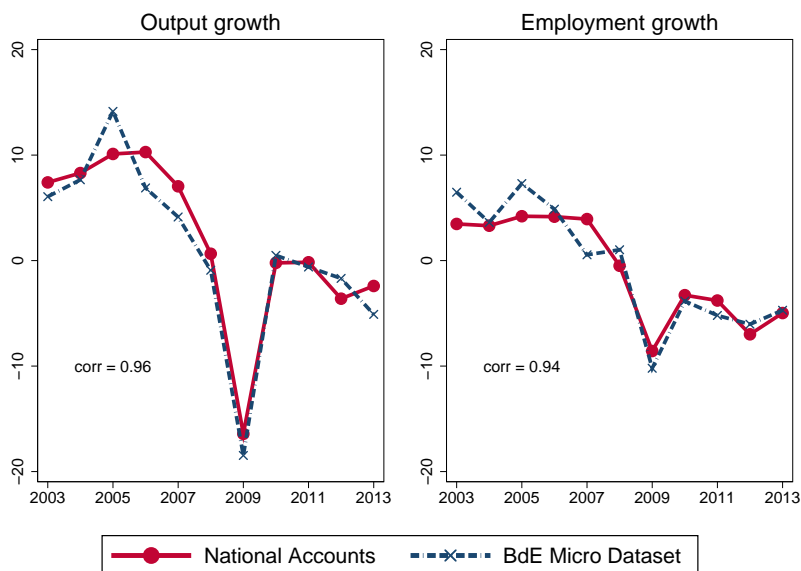 Output growth
20
10
0
−10
−20
corr = 0.96
2003 2005 2007 2009 2011 2013
Employment growth
20
10
0
−10
−20
corr = 0.94
2003 2005 2007 2009 2011 2013
National Accounts BdE Micro Dataset